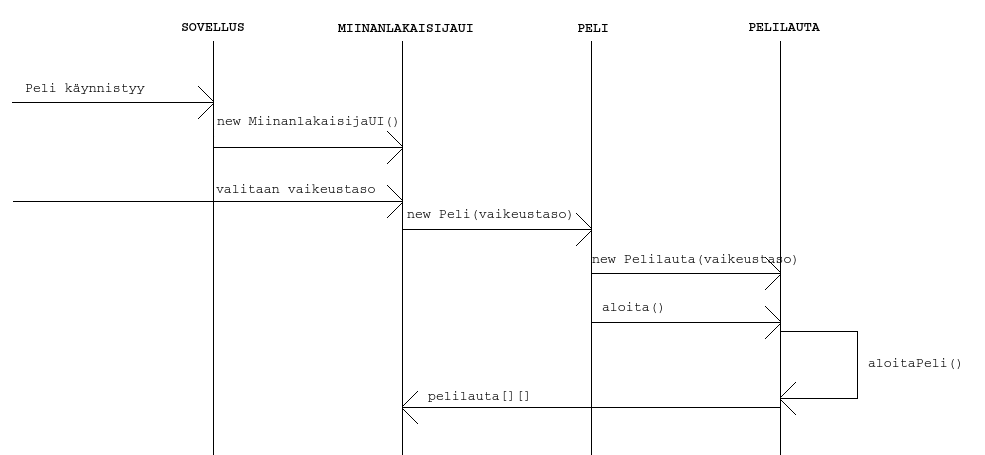 SOVELLUS MIINANLAKAISIJAUI PELI PELILAUTA
Peli käynnistyy
new MiinanlakaisijaUI()
valitaan vaikeustaso
new Peli(vaikeustaso)
new Pelilauta(vaikeustaso)
aloita()
aloitaPeli()
pelilauta[][]